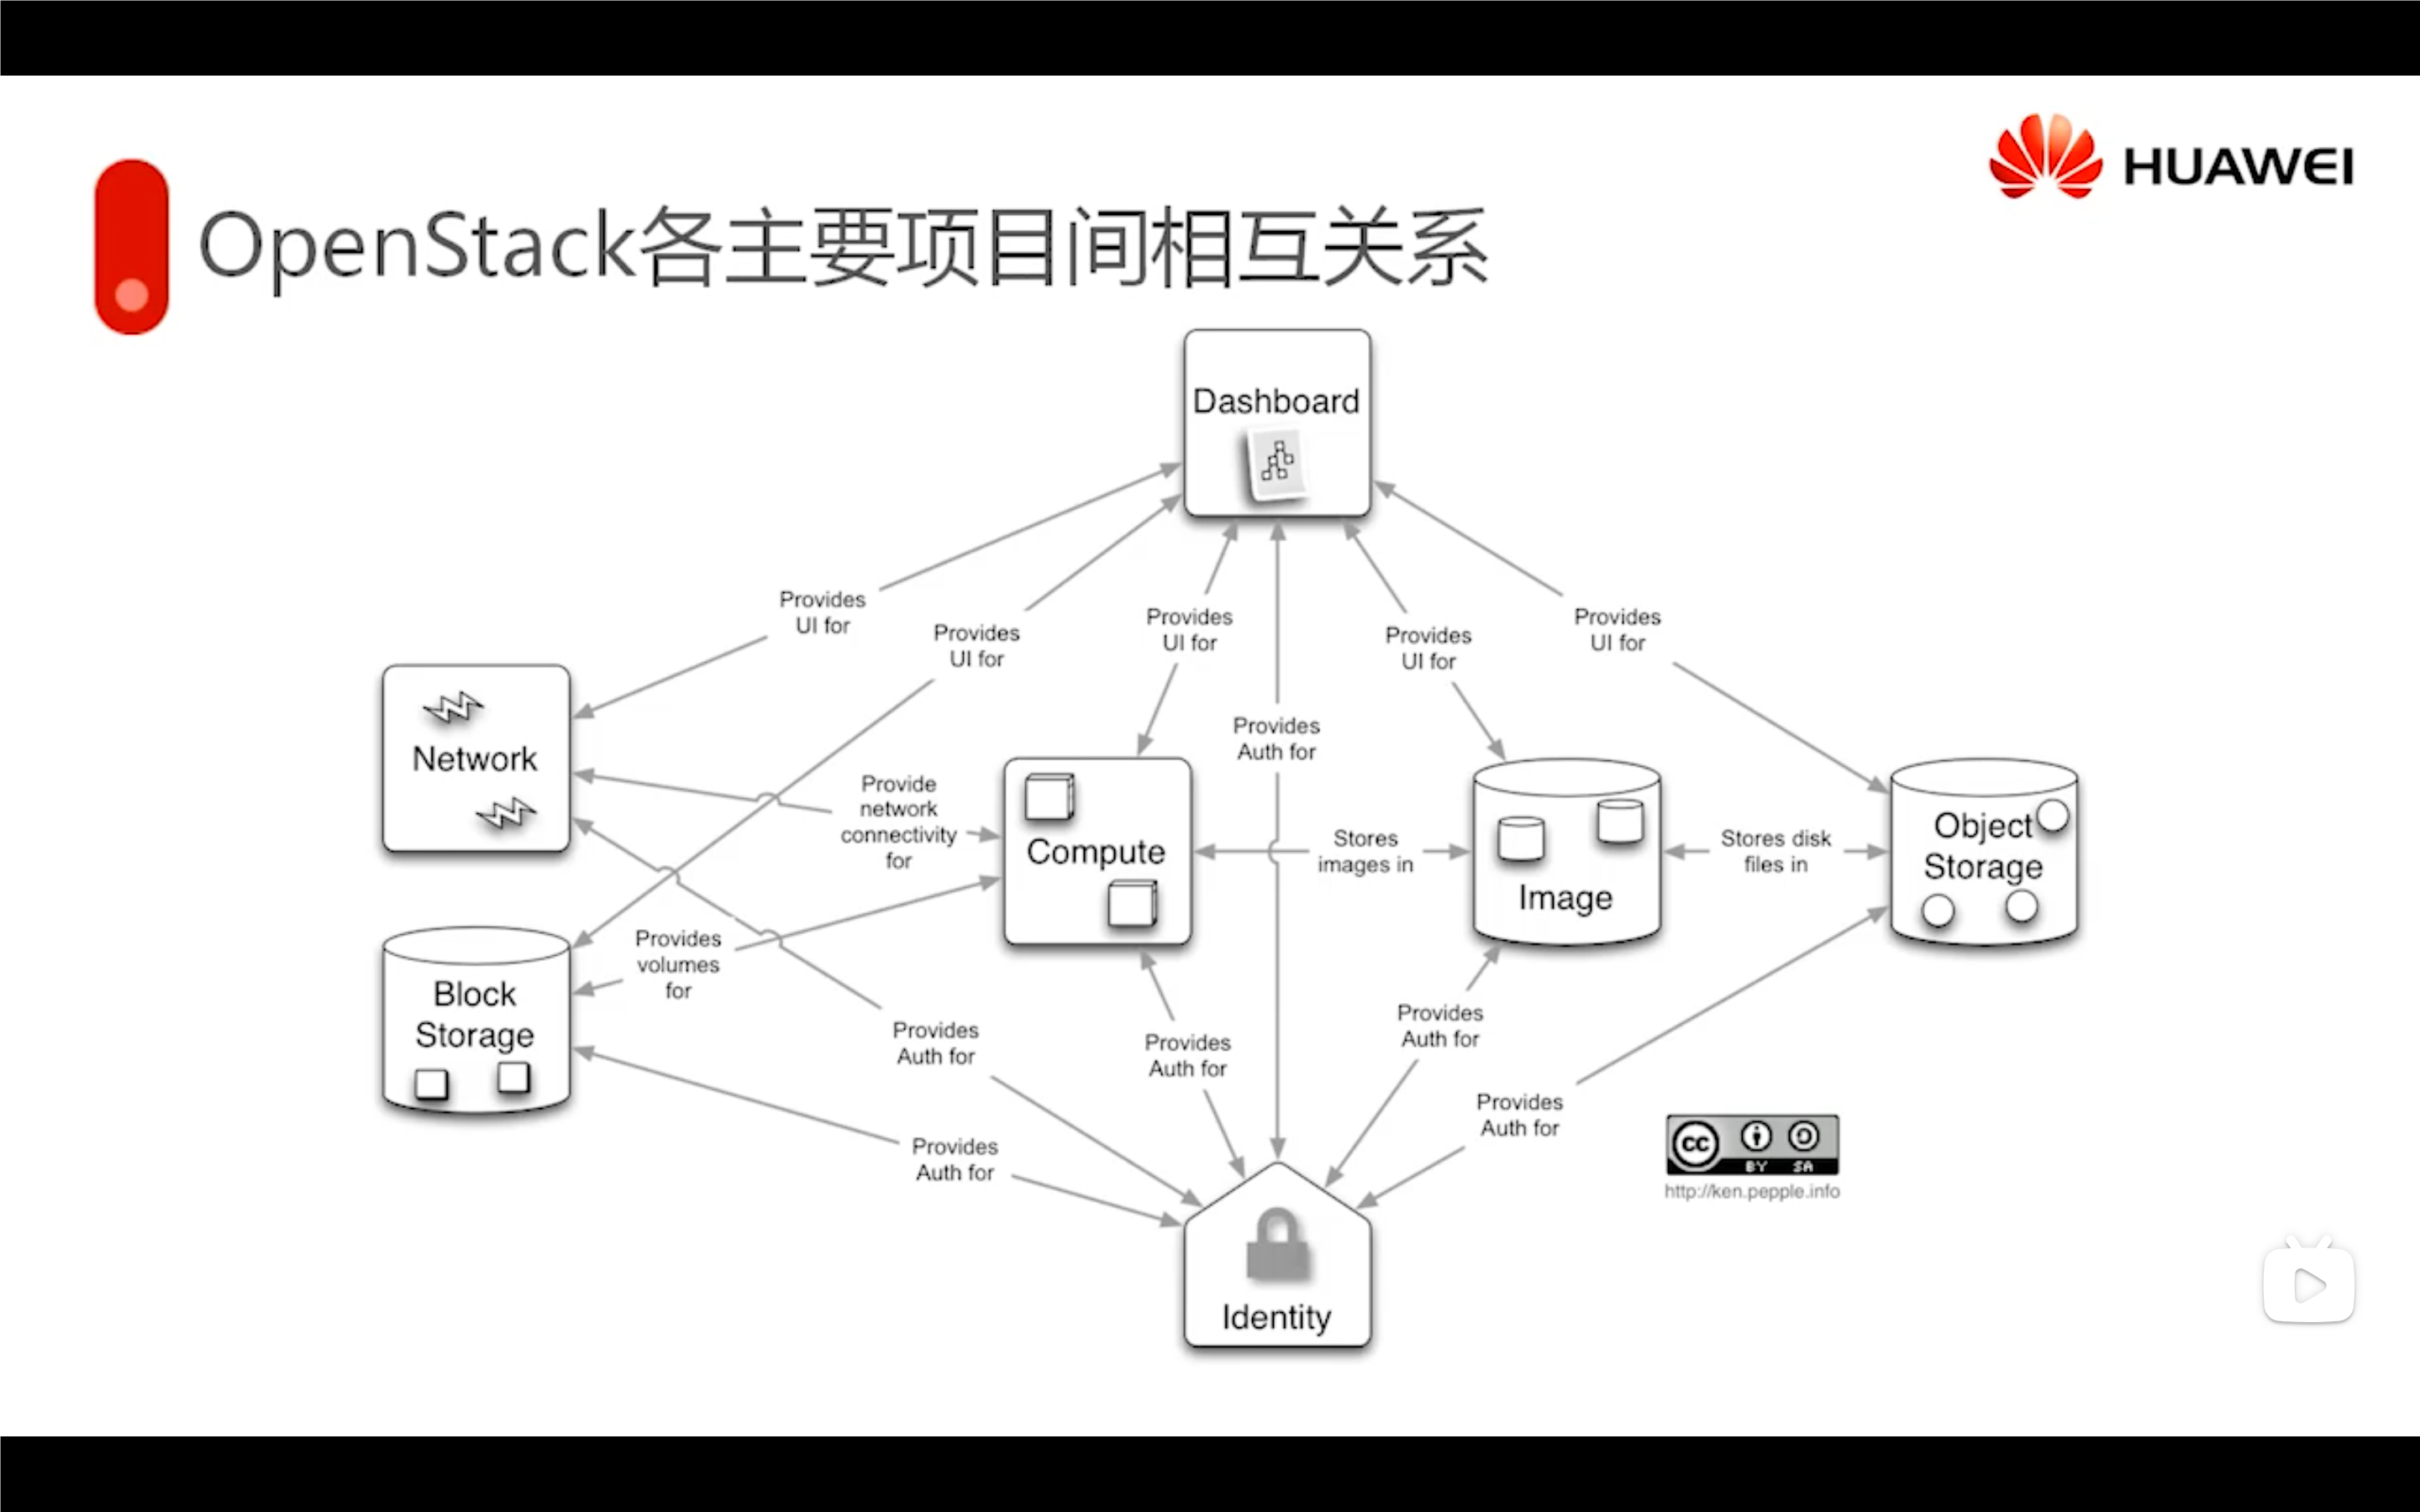 HUAWEI
OpenStack各主要项目间相互关系
Dashboard
Provides
UI for
Provides
UI for
Provides
UI for
Provides
UI for
Provides
UI for
Provides
Auth for
Network
Provide
network
connectivity
for
Compute
Stores
images in
Image
Stores disk
files in
Object
Storage
Block
Storage
Provides
volumes
for
Provides
Auth for
Provides
Auth for
Provides
Auth for
Provides
Auth for
Provides
Auth for
Identity
cc
BY SA
http://ken.pepple.info